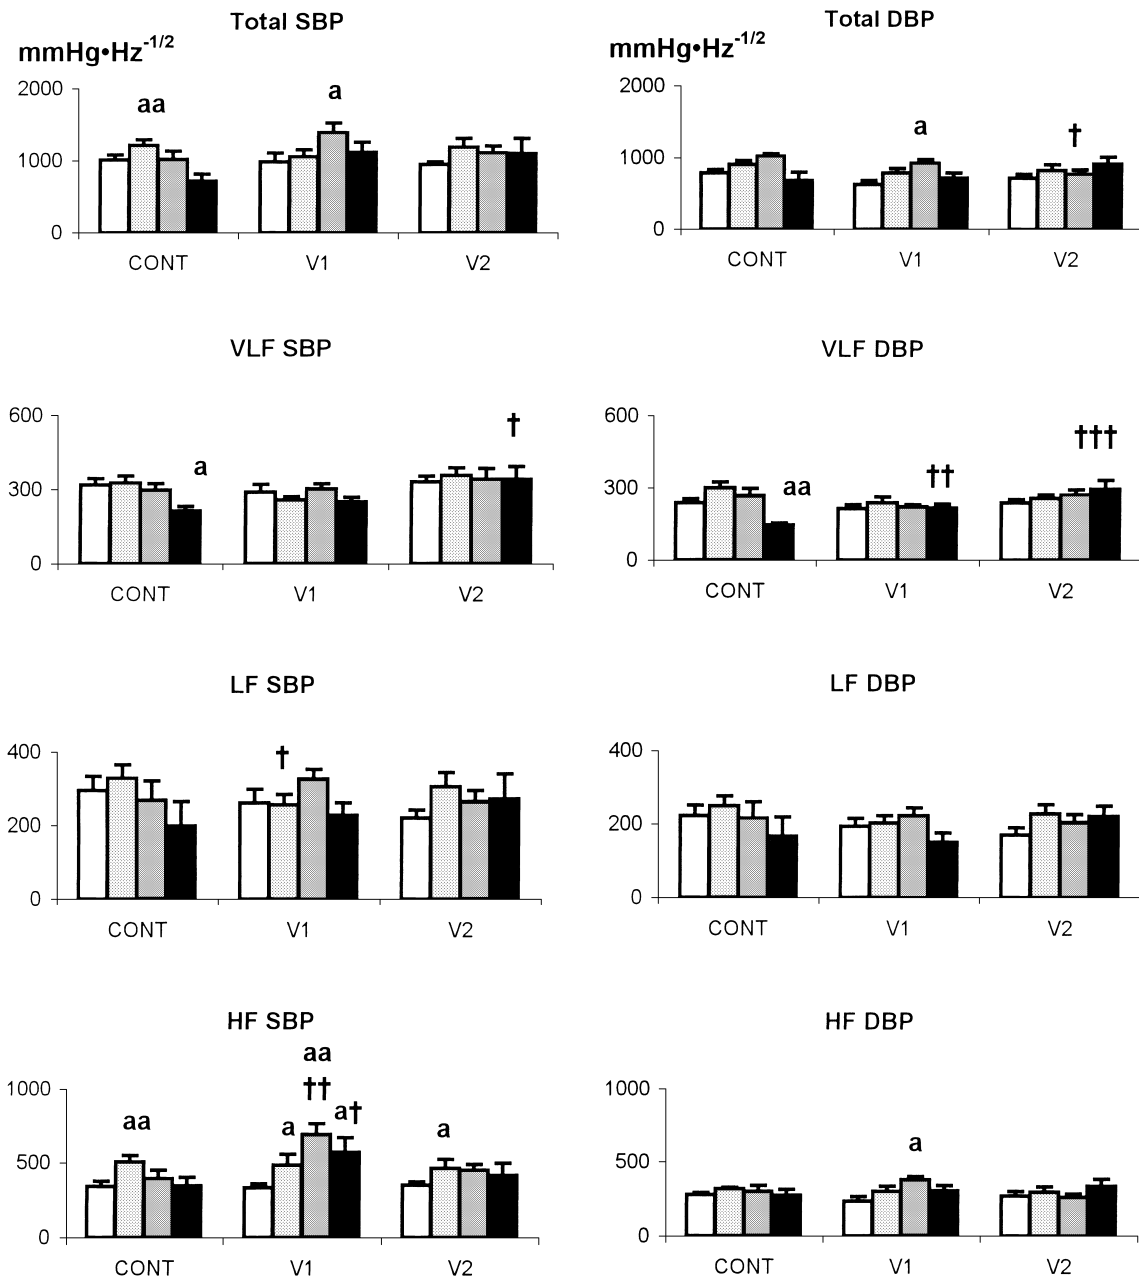 Total SBP
mmHg•Hz-1/2
2000
aa
a
1000
0
CONT V1 V2
Total DBP
mmHg•Hz-1/2
2000
a
†
1000
0
CONT V1 V2
VLF SBP
600
†
a
300
0
CONT V1 V2
VLF DBP
600
†††
††
aa
300
0
CONT V1 V2
LF SBP
400
†
200
0
CONT V1 V2
LF DBP
400
200
0
CONT V1 V2
HF SBP
aa
1000
††
a†
aa
a
a
500
0
CONT V1 V2
HF DBP
1000
a
500
0
CONT V1 V2